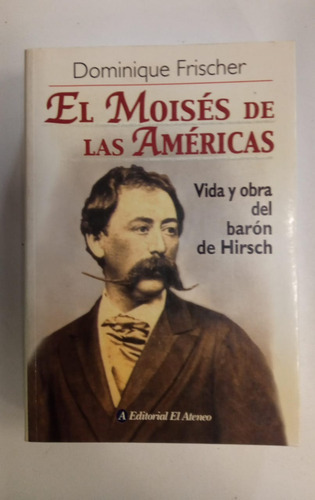 Dominique Frischer
EL MOISÉS DE
LAS AMÉRICAS
Vida y obra
del
barón
de Hirsch
A Editorial El Ateneo